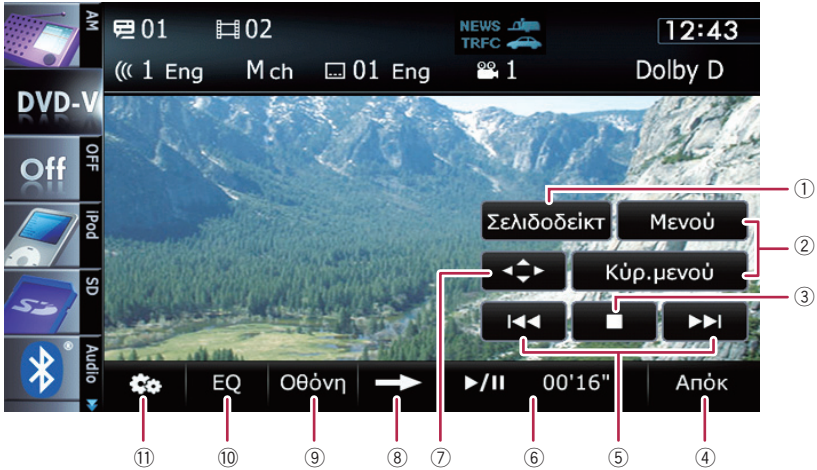 AM
01 02 NEWS TRFC 12:43
1 Eng M ch 01 Eng 1 Dolby D
DVD-V
Off OFF
iPod
SD
Audio
Σελιδοδείκτ Μενού
Κύρ.μενού
EQ Οθόνη ▶/II 00'16" Απόκ
①
②
③
⑪ ⑩ ⑨ ⑧ ⑦ ⑥ ⑤ ④